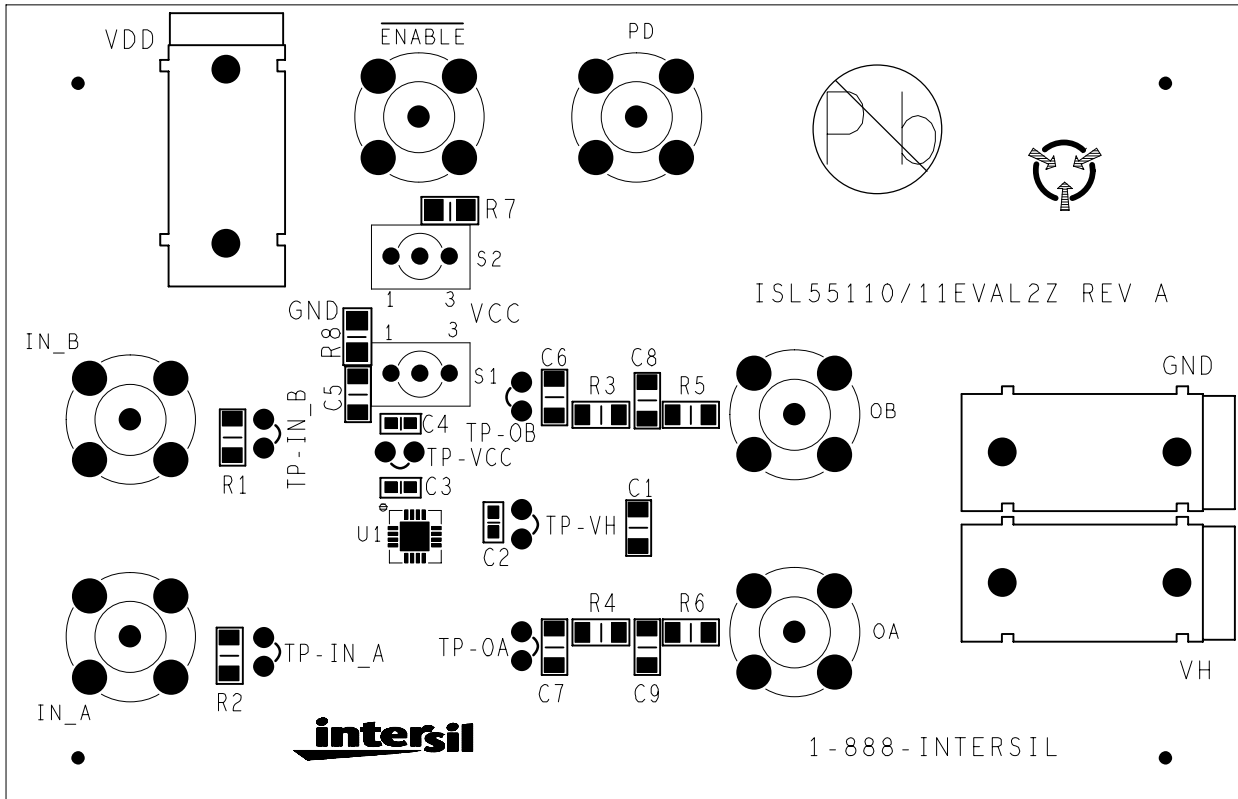 VDD
ENABLE
PD
Pb
R7
S2
1 3
ISL55110/11EVAL2Z REV A
GND
VCC
R8
1 3
IN_B
S1
C5
C6
C8
R3
R5
GND
OB
C4
TP-OB
TP-IN_B
TP-VCC
R1
C3
C1
U1
TP-VH
C2
R4
R6
OA
TP-IN_A
TP-OA
VH
R2
C7
C9
IN_A
intersil
1-888-INTERSIL